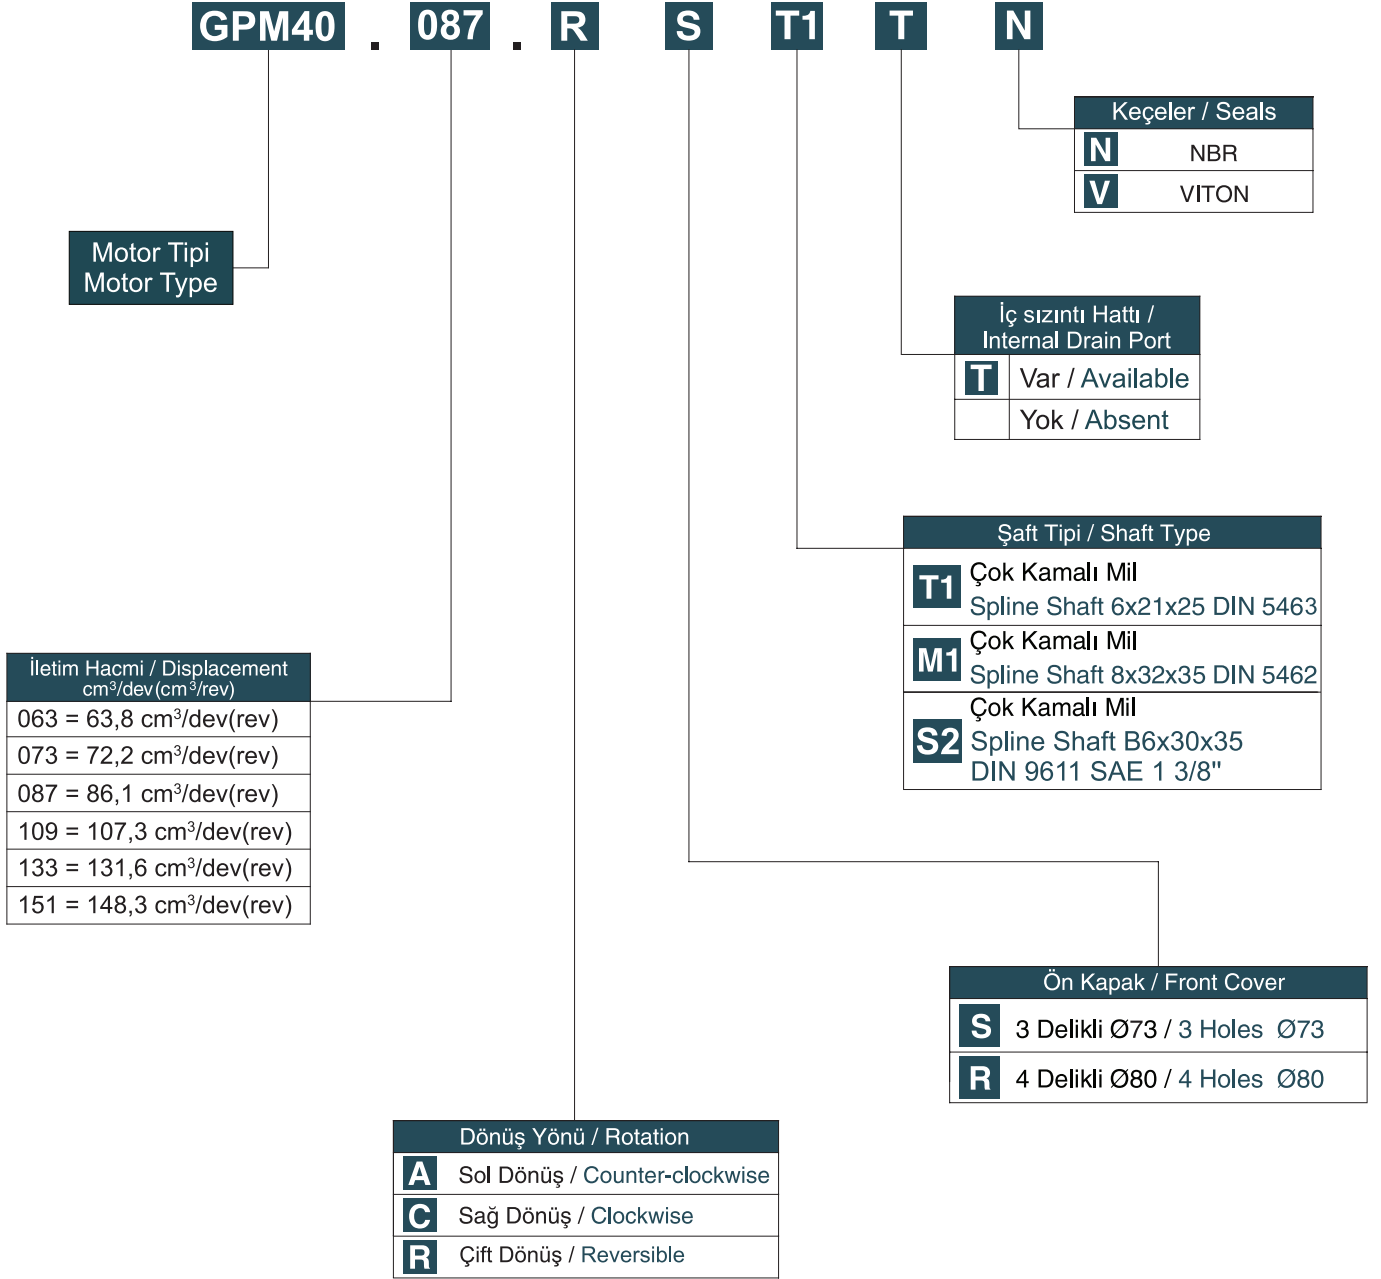 GPM40 . 087 . R S T1 T N
Keçeler / Seals
N NBR
V VITON
Motor Tipi
Motor Type
İç sızıntı Hattı /
Internal Drain Port
T Var / Available
Yok / Absent
Şaft Tipi / Shaft Type
T1 Çok Kamalı Mil
Spline Shaft 6x21x25 DIN 5463
M1 Çok Kamalı Mil
Spline Shaft 8x32x35 DIN 5462
S2 Çok Kamalı Mil
Spline Shaft B6x30x35
DIN 9611 SAE 1 3/8"
İletim Hacmi / Displacement
cm³/dev(cm³/rev)
063 = 63,8 cm³/dev(rev)
073 = 72,2 cm³/dev(rev)
087 = 86,1 cm³/dev(rev)
109 = 107,3 cm³/dev(rev)
133 = 131,6 cm³/dev(rev)
151 = 148,3 cm³/dev(rev)
Ön Kapak / Front Cover
S 3 Delikli Ø73 / 3 Holes Ø73
R 4 Delikli Ø80 / 4 Holes Ø80
Dönüş Yönü / Rotation
A Sol Dönüş / Counter-clockwise
C Sağ Dönüş / Clockwise
R Çift Dönüş / Reversible